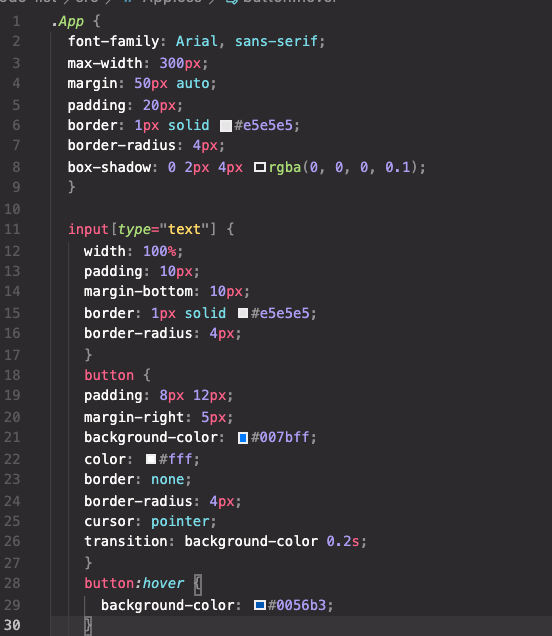 1 .App {
2 font-family: Arial, sans-serif;
3 max-width: 300px;
4 margin: 50px auto;
5 padding: 20px;
6 border: 1px solid #e5e5e5;
7 border-radius: 4px;
8 box-shadow: 0 2px 4px rgba(0, 0, 0, 0.1);
9 }
10
11 input[type="text"] {
12 width: 100%;
13 padding: 10px;
14 margin-bottom: 10px;
15 border: 1px solid #e5e5e5;
16 border-radius: 4px;
17 }
18 button {
19 padding: 8px 12px;
20 margin-right: 5px;
21 background-color: #007bff;
22 color: #fff;
23 border: none;
24 border-radius: 4px;
25 cursor: pointer;
26 transition: background-color 0.2s;
27 }
28 button:hover {
29 background-color: #0056b3;
30 }